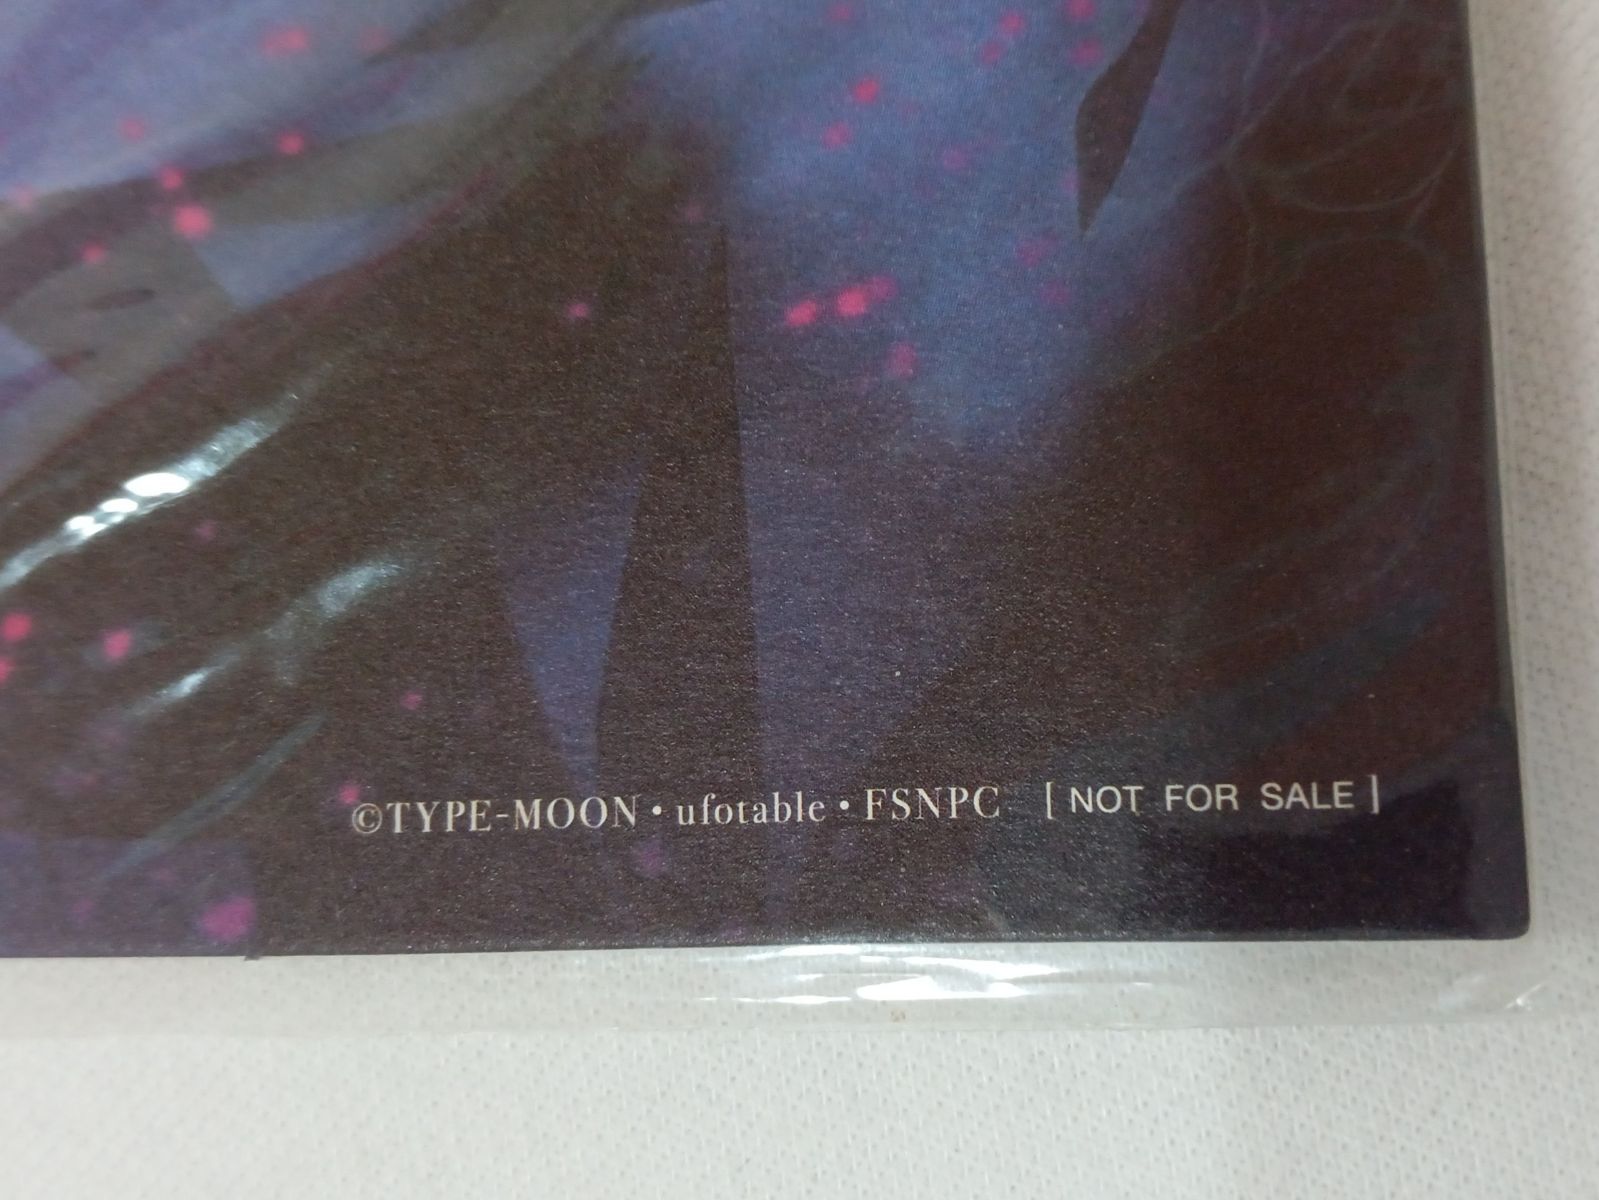 ©TYPE-MOON・ufotable・FSNPC [ NOT FOR SALE ]